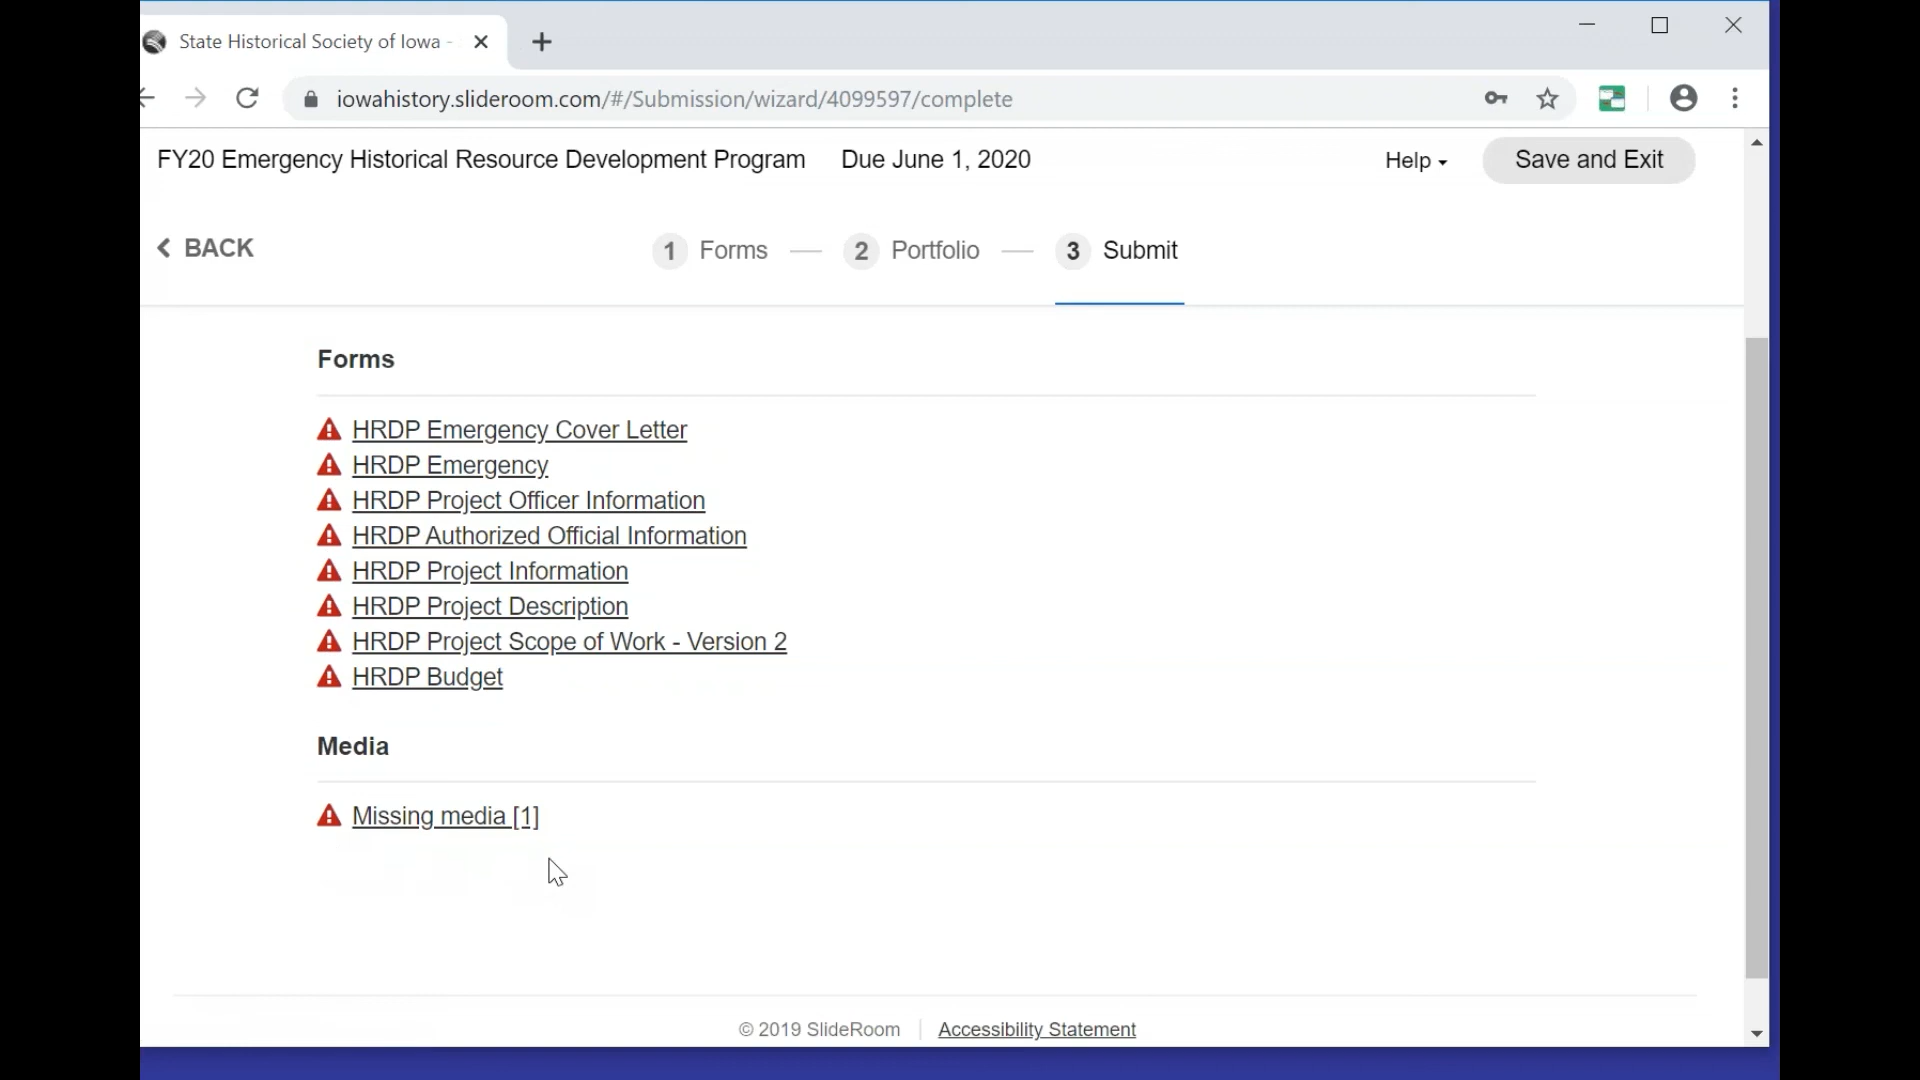 State Historical Society of Iowa -
iowahistory.slideroom.com/#/Submission/wizard/4099597/complete
FY20 Emergency Historical Resource Development Program Due June 1, 2020 Help Save and Exit
BACK 1 Forms 2 Portfolio 3 Submit
Forms
HRDP Emergency Cover Letter
HRDP Emergency
HRDP Project Officer Information
HRDP Authorized Official Information
HRDP Project Information
HRDP Project Description
HRDP Project Scope of Work - Version 2
HRDP Budget
Media
Missing media [1]
© 2019 SlideRoom Accessibility Statement